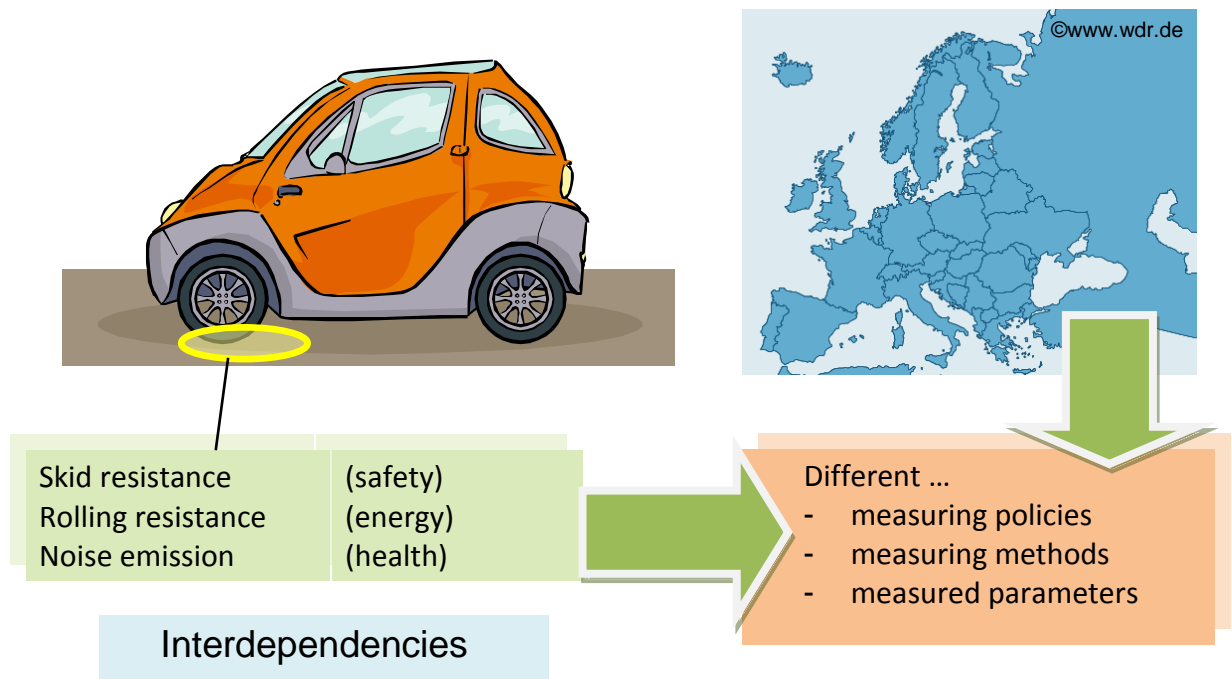 ©www.wdr.de
Skid resistance (safety)
Rolling resistance (energy)
Noise emission (health)
Interdependencies
Different ...
- measuring policies
- measuring methods
- measured parameters